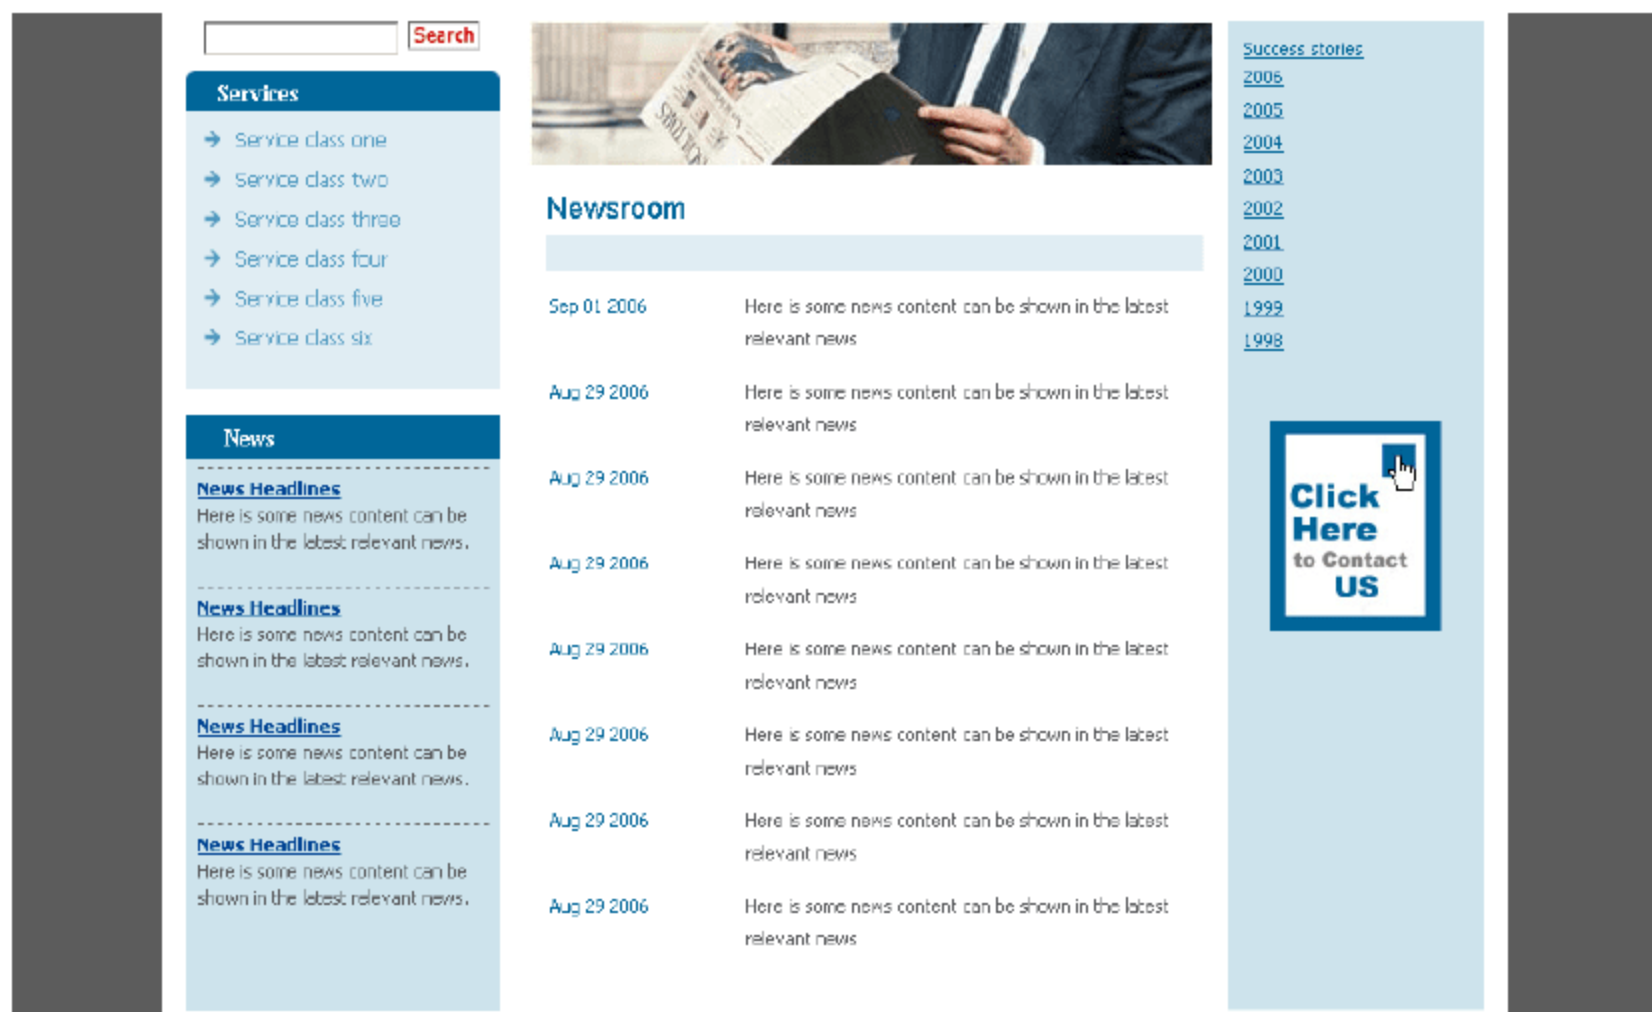 Search
Services
Service class one
Service class two
Service class three
Service class four
Service class five
Service class six
News
News Headlines
Here is some news content can be
shown in the latest relevant news.
News Headlines
Here is some news content can be
shown in the latest relevant news.
News Headlines
Here is some news content can be
shown in the latest relevant news.
News Headlines
Here is some news content can be
shown in the latest relevant news.
Newsroom
Sep 01 2006
Here is some news content can be shown in the latest
relevant news
Aug 29 2006
Here is some news content can be shown in the latest
relevant news
Aug 29 2006
Here is some news content can be shown in the latest
relevant news
Aug 29 2006
Here is some news content can be shown in the latest
relevant news
Aug 29 2006
Here is some news content can be shown in the latest
relevant news
Aug 29 2006
Here is some news content can be shown in the latest
relevant news
Aug 29 2006
Here is some news content can be shown in the latest
relevant news
Aug 29 2006
Here is some news content can be shown in the latest
relevant news
Success stories
2006
2005
2004
2003
2002
2001
2000
1999
1998
Click
Here
to Contact
US